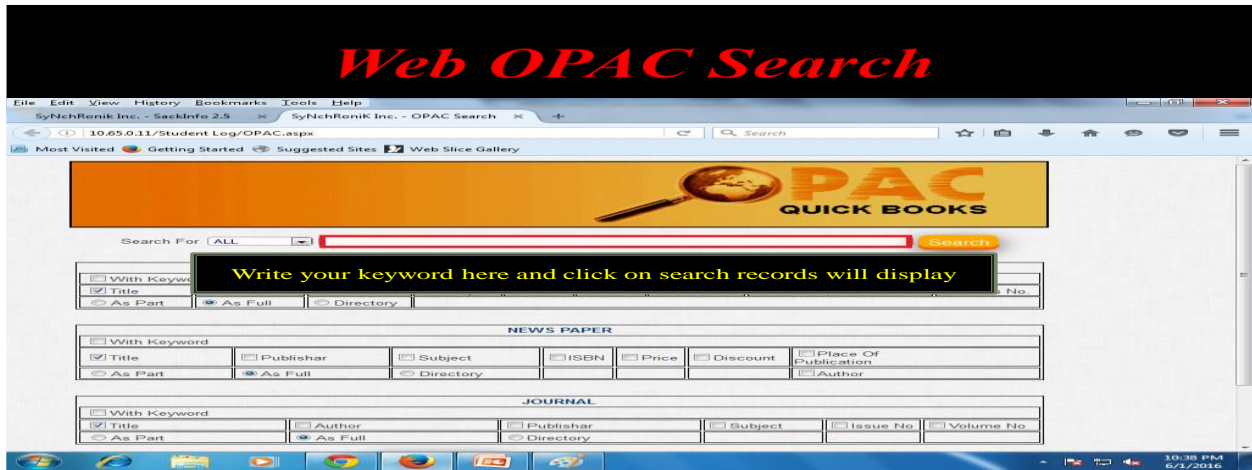 Web OPAC Search
File Edit View History Bookmarks Tools Help
SyNchRoniK Inc. - SackInfo 2.5 × SyNchRoniK Inc. - OPAC Search × +
10.65.0.11/Student Log/OPAC.aspx Search
Most Visited Getting Started Suggested Sites Web Slice Gallery
OPAC
QUICK BOOKS
Search For ALL Search
Write your keyword here and click on search records will display
With
Title No.
As Part As Full Directory
NEWS PAPER
With Keyword
Title Publishar Subject ISBN Price Discount Place Of
Publication
As Part As Full Directory Author
JOURNAL
With Keyword
Title Author Publishar Subject Issue No Volume No
As Part As Full Directory
10:38 PM
6/1/2016